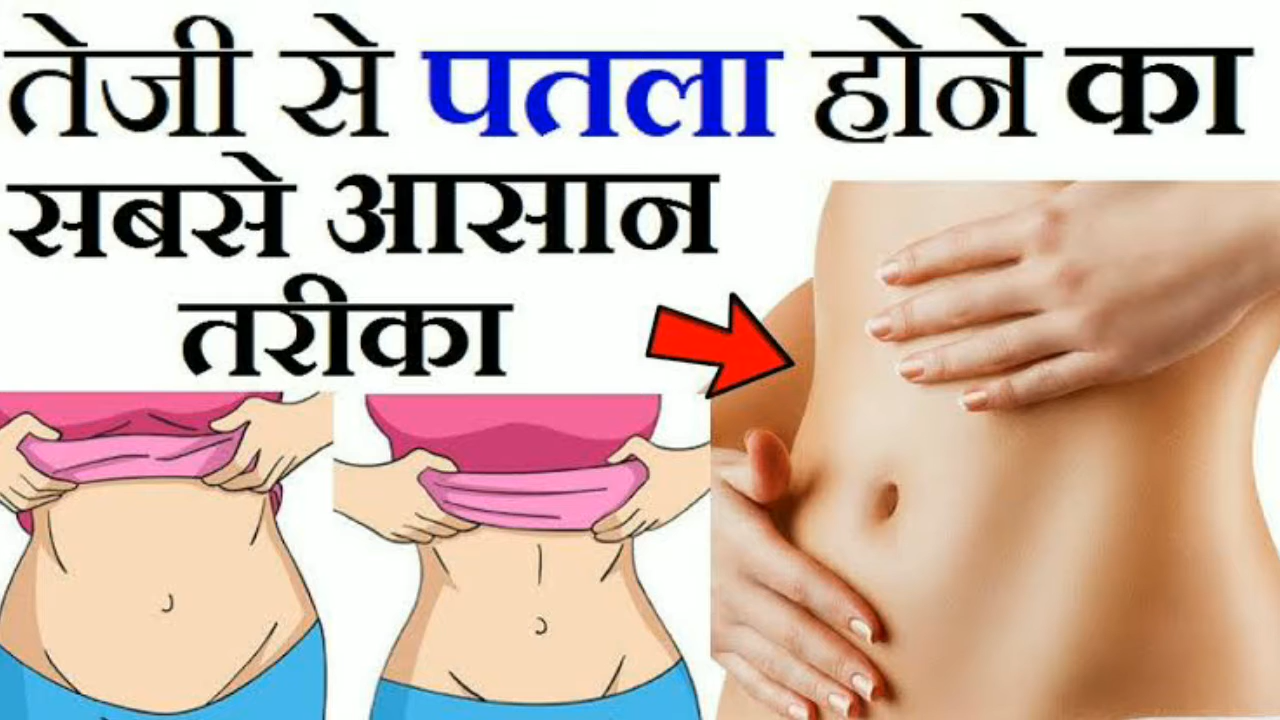 तेजी से पतला होने का
सबसे आसान
तरीका